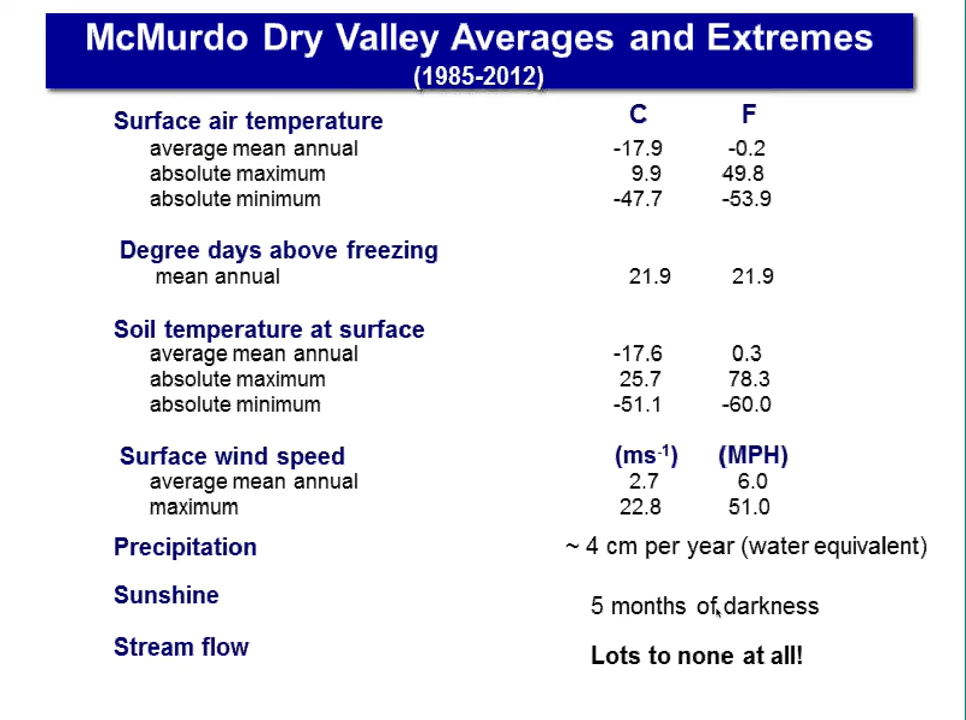 McMurdo Dry Valley Averages and Extremes
(1985-2012)
Surface air temperature C F
average mean annual -17.9 -0.2
absolute maximum 9.9 49.8
absolute minimum -47.7 -53.9
Degree days above freezing
mean annual 21.9 21.9
Soil temperature at surface
average mean annual -17.6 0.3
absolute maximum 25.7 78.3
absolute minimum -51.1 -60.0
Surface wind speed (ms⁻¹) (MPH)
average mean annual 2.7 6.0
maximum 22.8 51.0
Precipitation ~ 4 cm per year (water equivalent)
Sunshine 5 months of darkness
Stream flow Lots to none at all!